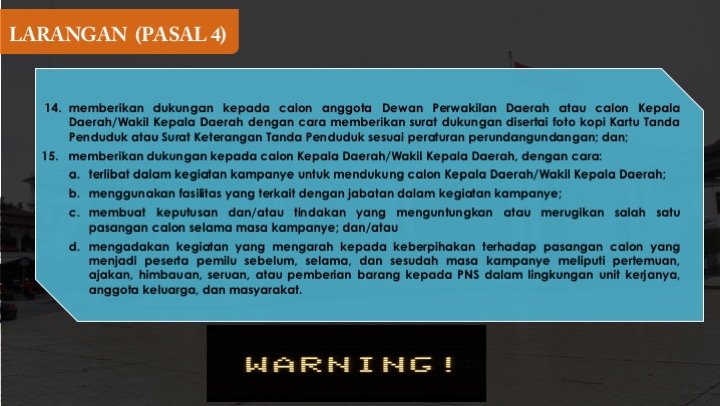 LARANGAN (PASAL 4)
14. memberikan dukungan kepada calon anggota Dewan Perwakilan Daerah atau calon Kepala
Daerah/Wakil Kepala Daerah dengan cara memberikan surat dukungan disertai foto kopi Kartu Tanda
Penduduk atau Surat Keterangan Tanda Penduduk sesuai peraturan perundangundangan; dan;
15. memberikan dukungan kepada calon Kepala Daerah/Wakil Kepala Daerah, dengan cara:
a. terlibat dalam kegiatan kampanye untuk mendukung calon Kepala Daerah/Wakil Kepala Daerah;
b. menggunakan fasilitas yang terkait dengan jabatan dalam kegiatan kampanye;
c. membuat keputusan dan/atau tindakan yang menguntungkan atau merugikan salah satu
pasangan calon selama masa kampanye; dan/atau
d. mengadakan kegiatan yang mengarah kepada keberpihakan terhadap pasangan calon yang
menjadi peserta pemilu sebelum, selama, dan sesudah masa kampanye meliputi pertemuan,
ajakan, himbauan, seruan, atau pemberian barang kepada PNS dalam lingkungan unit kerjanya,
anggota keluarga, dan masyarakat.
WARNING!